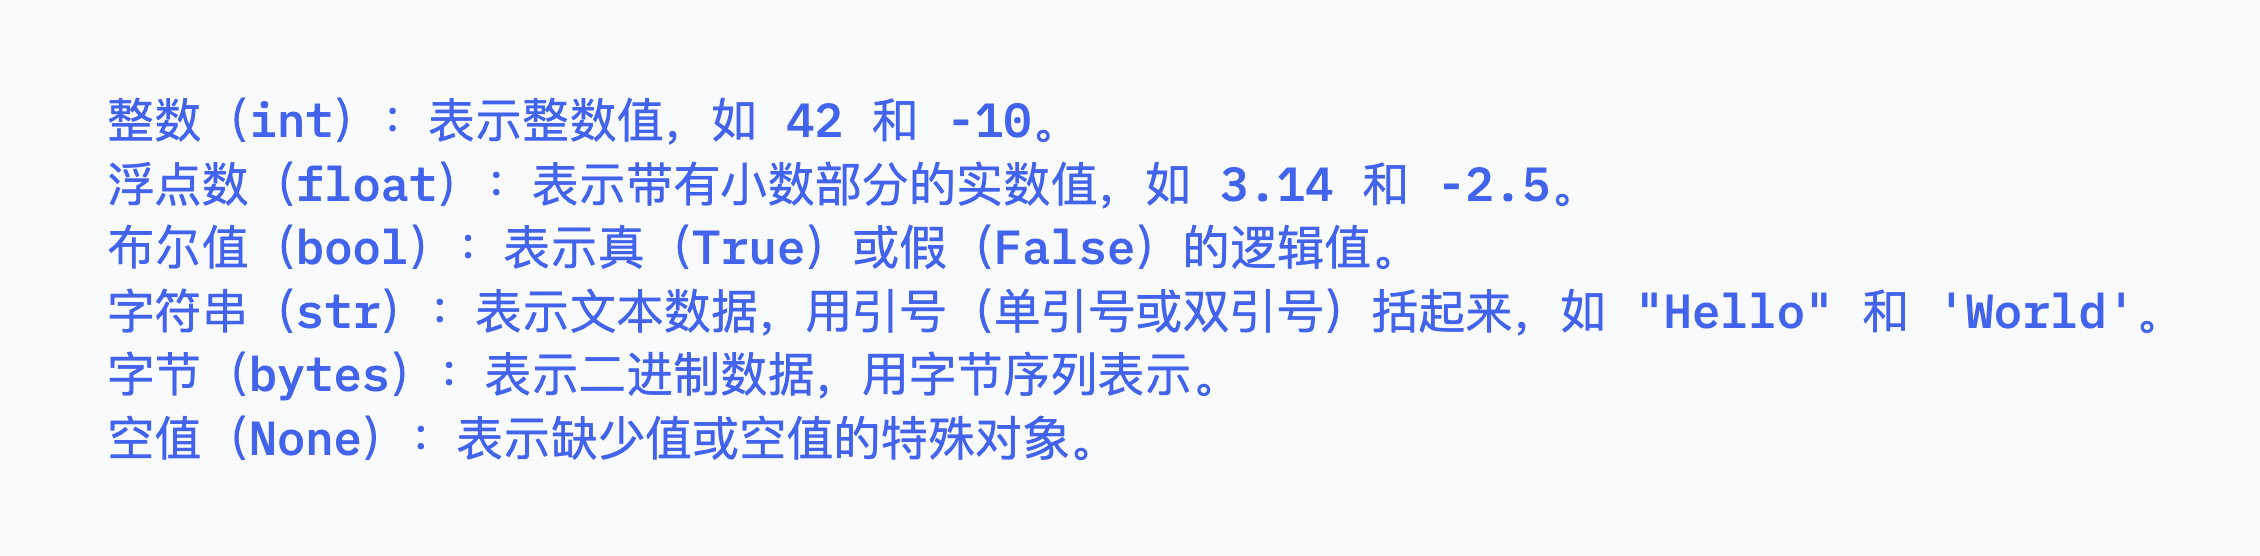 整数（int）：表示整数值，如 42 和 -10。
浮点数（float）：表示带有小数部分的实数值，如 3.14 和 -2.5。
布尔值（bool）：表示真（True）或假（False）的逻辑值。
字符串（str）：表示文本数据，用引号（单引号或双引号）括起来，如 "Hello" 和 'World'。
字节（bytes）：表示二进制数据，用字节序列表示。
空值（None）：表示缺少值或空值的特殊对象。